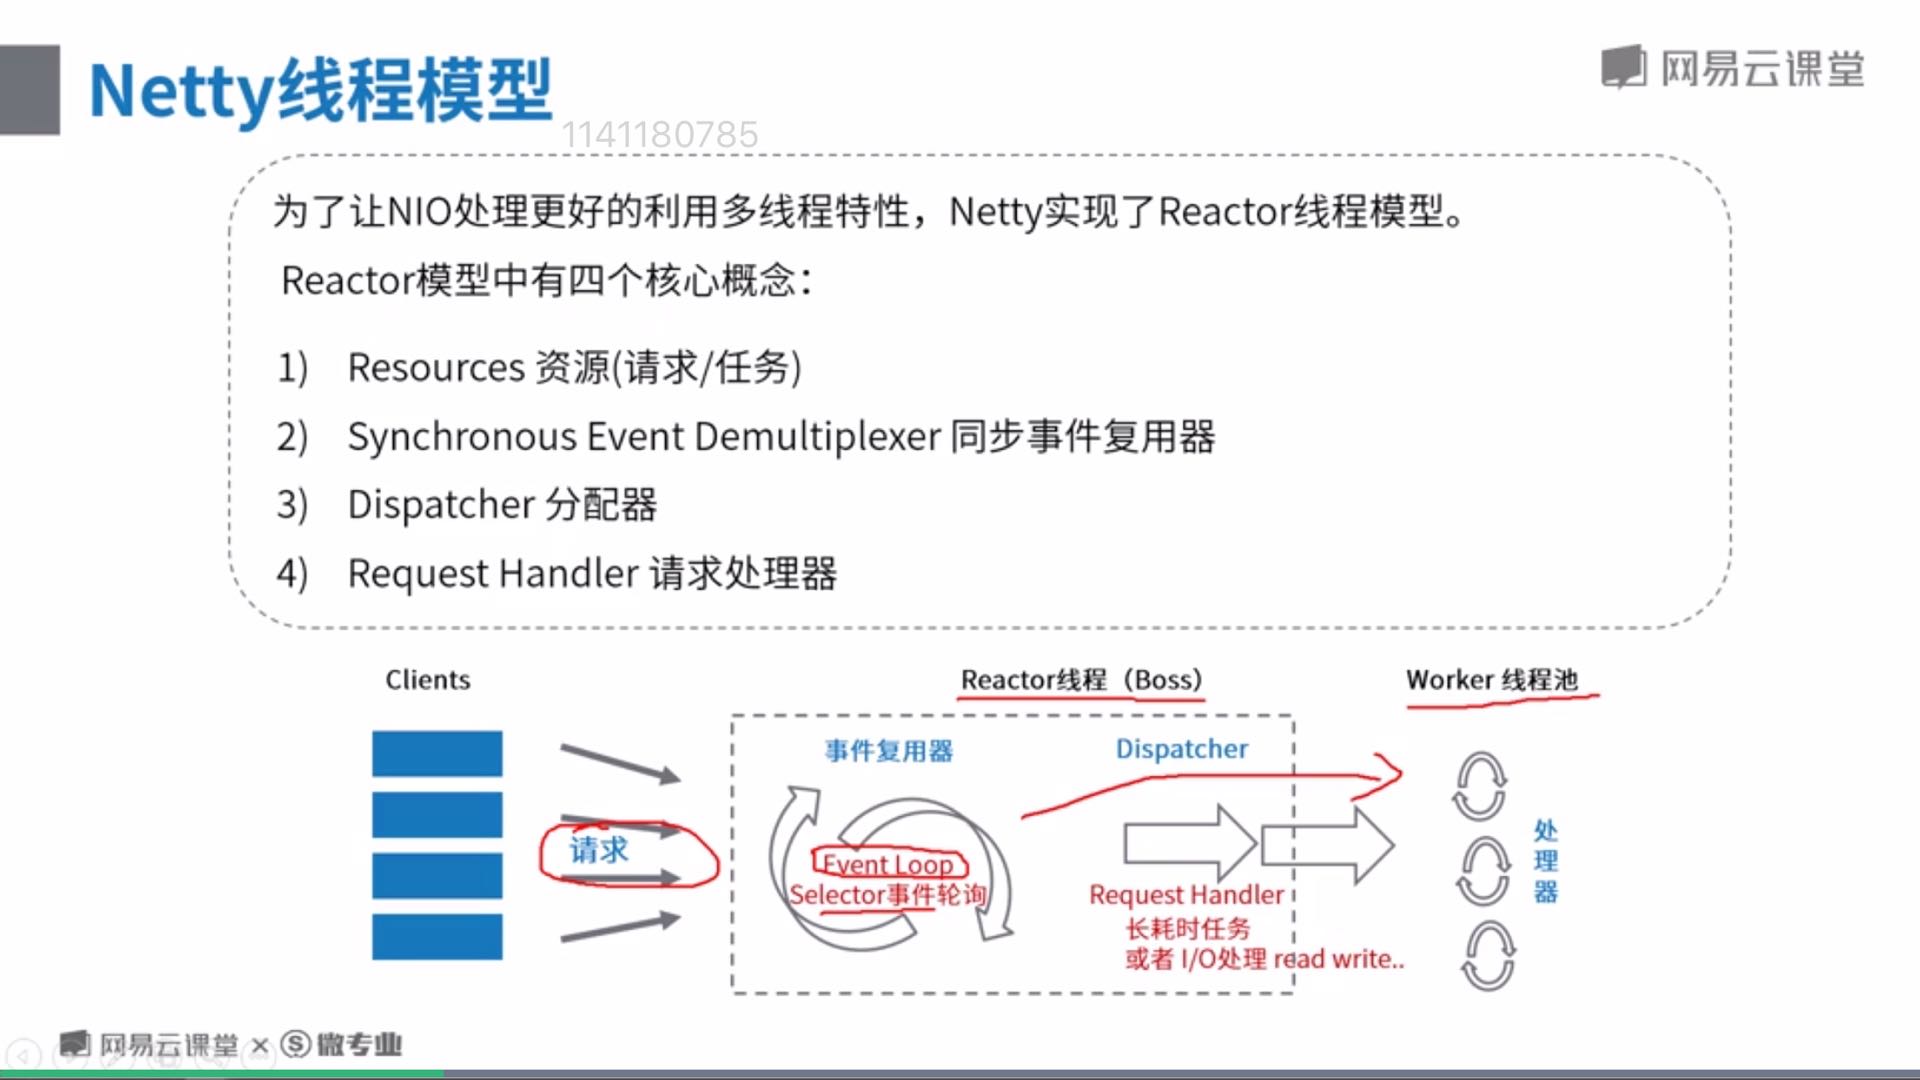 Netty线程模型
网易云课堂
1141180785
为了让NIO处理更好的利用多线程特性，Netty实现了Reactor线程模型。
Reactor模型中有四个核心概念：
1) Resources 资源(请求/任务)
2) Synchronous Event Demultiplexer 同步事件复用器
3) Dispatcher 分配器
4) Request Handler 请求处理器
Clients
Reactor线程（Boss）
Worker 线程池
事件复用器
Dispatcher
请求
Event Loop
Selector事件轮询
Request Handler
长耗时任务
或者 I/O处理 read write..
处理器
网易云课堂 × 微专业